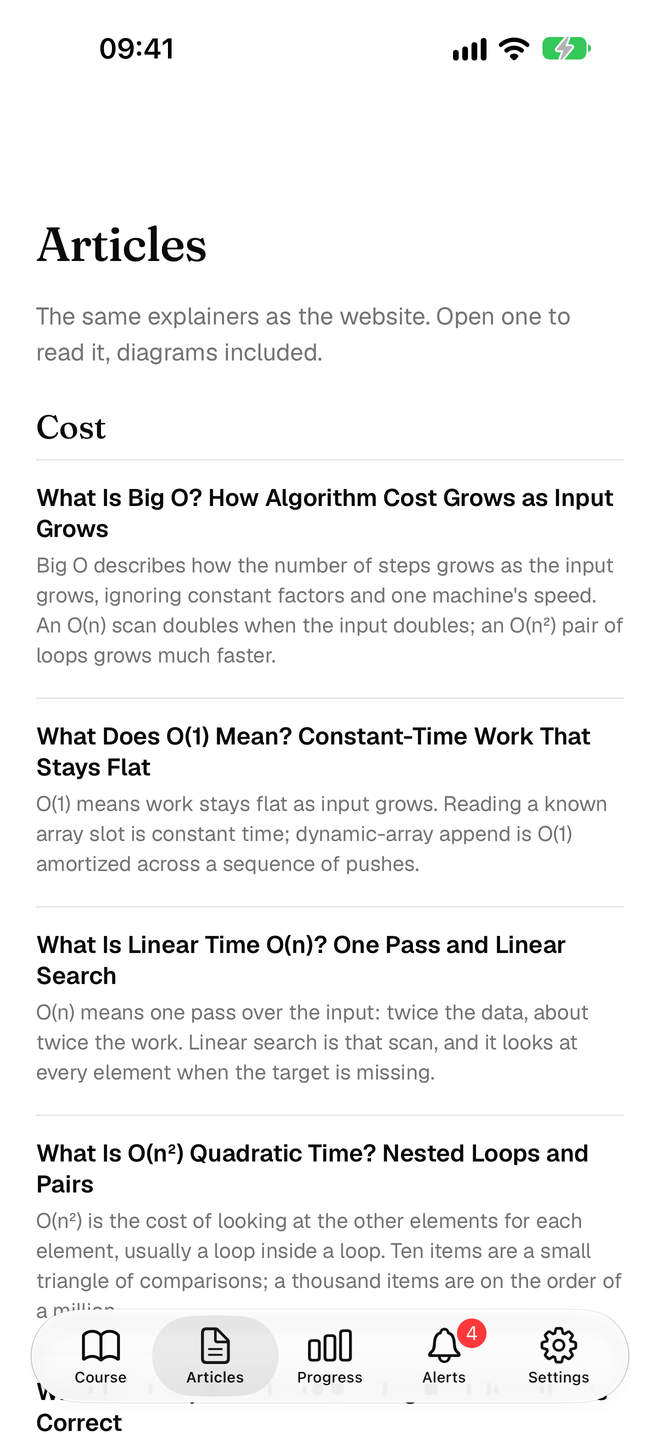 09:41
Articles
The same explainers as the website. Open one to
read it, diagrams included.
Cost
What Is Big O? How Algorithm Cost Grows as Input
Grows
Big O describes how the number of steps grows as the input
grows, ignoring constant factors and one machine's speed.
An O(n) scan doubles when the input doubles; an O(n²) pair of
loops grows much faster.
What Does O(1) Mean? Constant-Time Work That
Stays Flat
O(1) means work stays flat as input grows. Reading a known
array slot is constant time; dynamic-array append is O(1)
amortized across a sequence of pushes.
What Is Linear Time O(n)? One Pass and Linear
Search
O(n) means one pass over the input: twice the data, about
twice the work. Linear search is that scan, and it looks at
every element when the target is missing.
What Is O(n²) Quadratic Time? Nested Loops and
Pairs
O(n²) is the cost of looking at the other elements for each
element, usually a loop inside a loop. Ten items are a small
triangle of comparisons; a thousand items are on the order of
a million
4
Course Articles Progress Alerts Settings
Correct